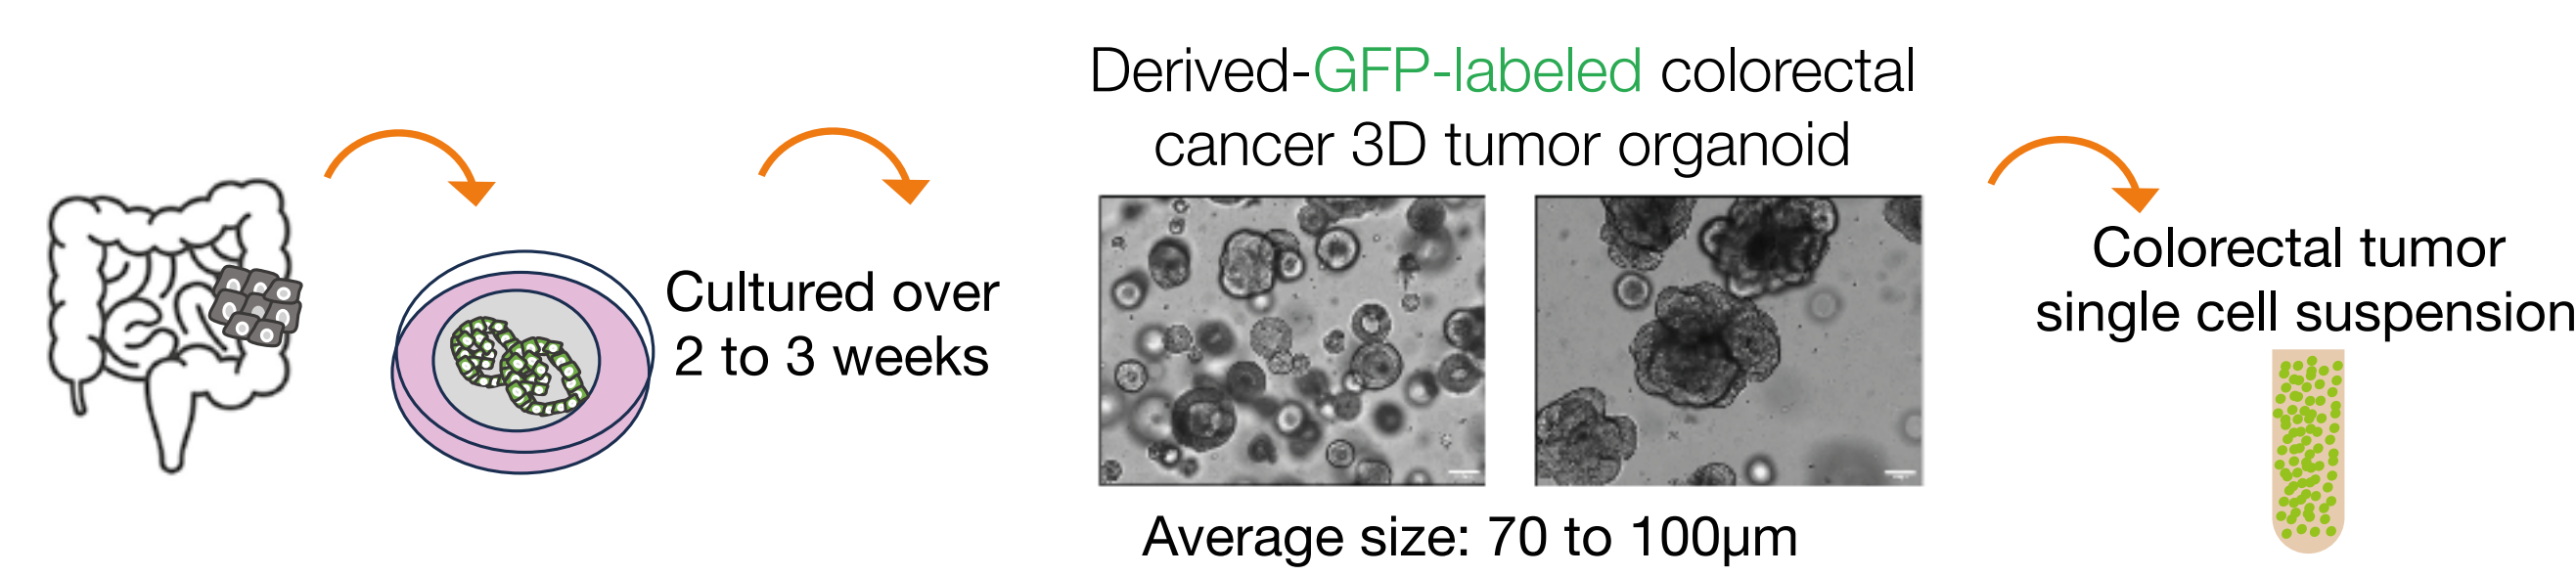 Cultured over
2 to 3 weeks
Derived-GFP-labeled colorectal
cancer 3D tumor organoid
Average size: 70 to 100µm
Colorectal tumor
single cell suspension